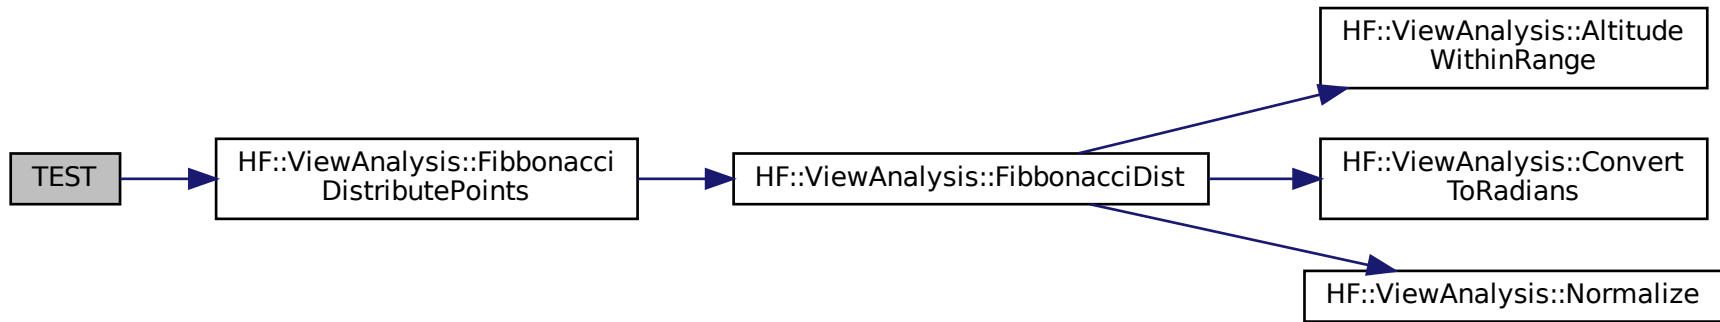 TEST
HF::ViewAnalysis::Fibbonacci
DistributePoints
HF::ViewAnalysis::FibbonacciDist
HF::ViewAnalysis::Altitude
WithinRange
HF::ViewAnalysis::Convert
ToRadians
HF::ViewAnalysis::Normalize